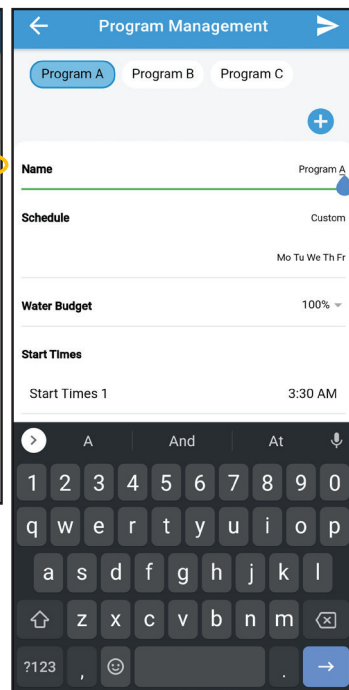 Program Management
Program A Program B Program C
Name Program A
Schedule Custom
Mo Tu We Th Fr
Water Budget 100%
Start Times
Start Times 1 3:30 AM
A And At
1 2 3 4 5 6 7 8 9 0
q w e r t y u i o p
a s d f g h j k l
z x c v b n m
?123 , .